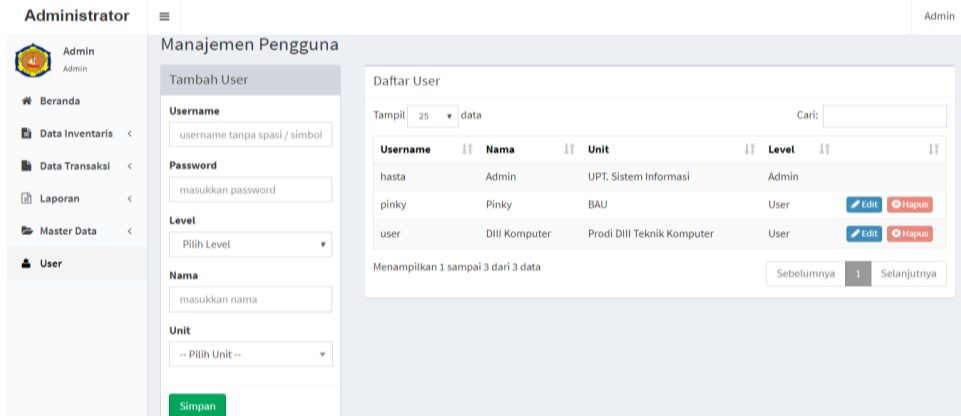 Administrator
Admin
Admin
Admin
Beranda
Data Inventaris
Data Transaksi
Laporan
Master Data
User
Manajemen Pengguna
Tambah User
Username
username tanpa spasi / simbol
Password
masukkan password
Level
Pilih Level
Nama
masukkan nama
Unit
-- Pilih Unit --
Simpan
Daftar User
Tampil 25 data Cari:
Username Nama Unit Level
hasta Admin UPT. Sistem Informasi Admin
pinky Pinky BAU User Edit Hapus
user DIII Komputer Prodi DIII Teknik Komputer User Edit Hapus
Menampilkan 1 sampai 3 dari 3 data
Sebelumnya 1 Selanjutnya